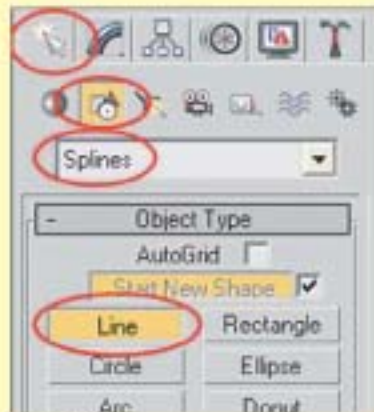 Splines
- Object Type
AutoGrid
Start New Shape
Line Rectangle
Circle Ellipse
Arc Donut